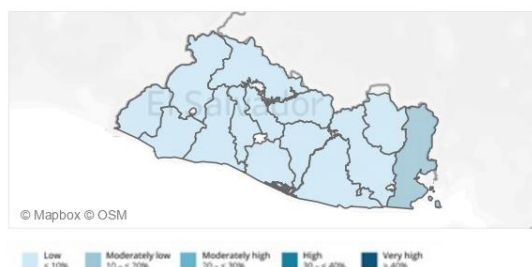 El Salvador
© Mapbox © OSM
Low Moderately low Moderately high High Very high
< 10% 10 – < 20% 20 – < 30% 30 – < 40% ≥ 40%